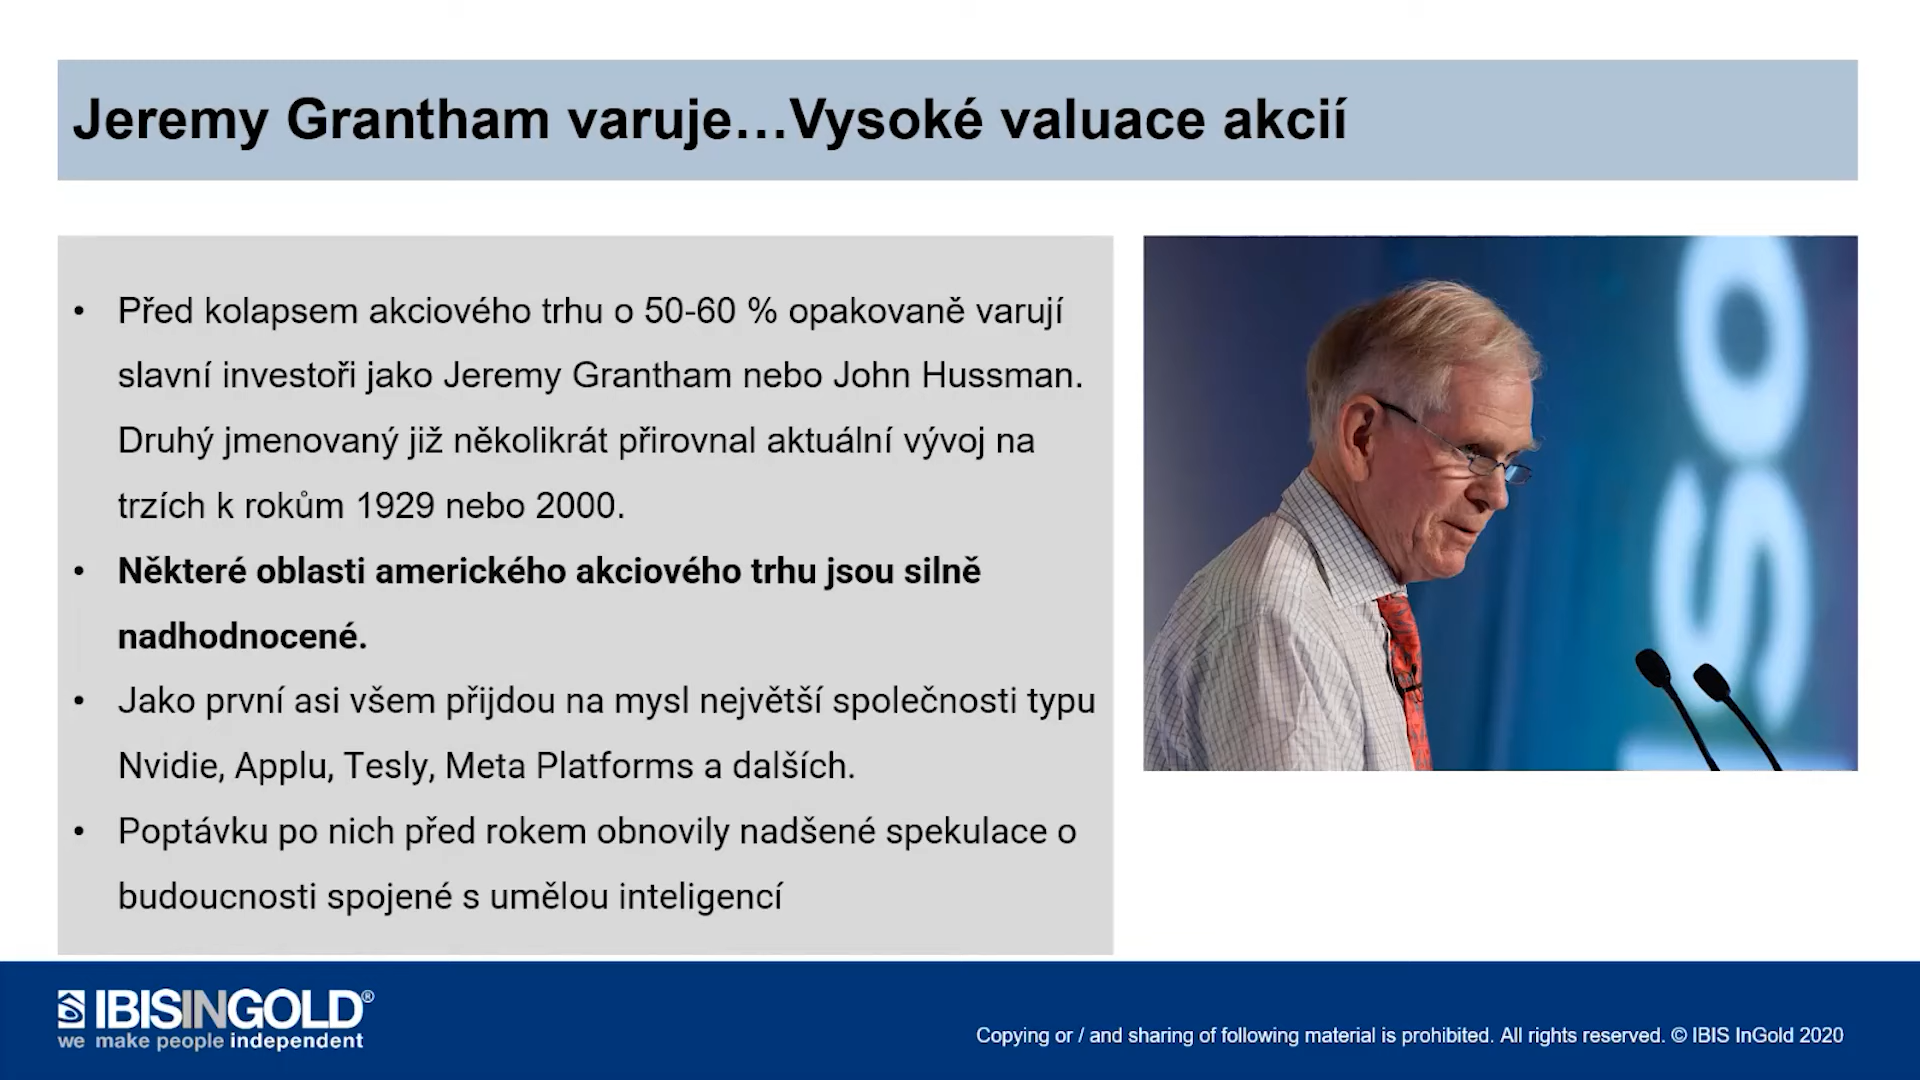 Jeremy Grantham varuje…Vysoké valuace akcií
• Před kolapsem akciového trhu o 50-60 % opakovaně varují
slavní investoři jako Jeremy Grantham nebo John Hussman.
Druhý jmenovaný již několikrát přirovnal aktuální vývoj na
trzích k rokům 1929 nebo 2000.
• Některé oblasti amerického akciového trhu jsou silně
nadhodnocené.
• Jako první asi všem přijdou na mysl největší společnosti typu
Nvidie, Applu, Tesly, Meta Platforms a dalších.
• Poptávku po nich před rokem obnovily nadšené spekulace o
budoucnosti spojené s umělou inteligencí
so
IBISINGOLD®
we make people independent
Copying or / and sharing of following material is prohibited. All rights reserved. © IBIS InGold 2020